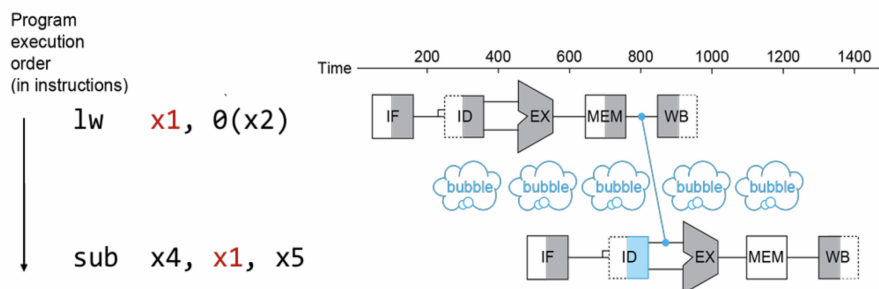 Program
execution
order
(in instructions)
Time 200 400 600 800 1000 1200 1400
lw x1, 0(x2)
IF ID EX MEM WB
bubble bubble bubble bubble bubble
sub x4, x1, x5
IF ID EX MEM WB